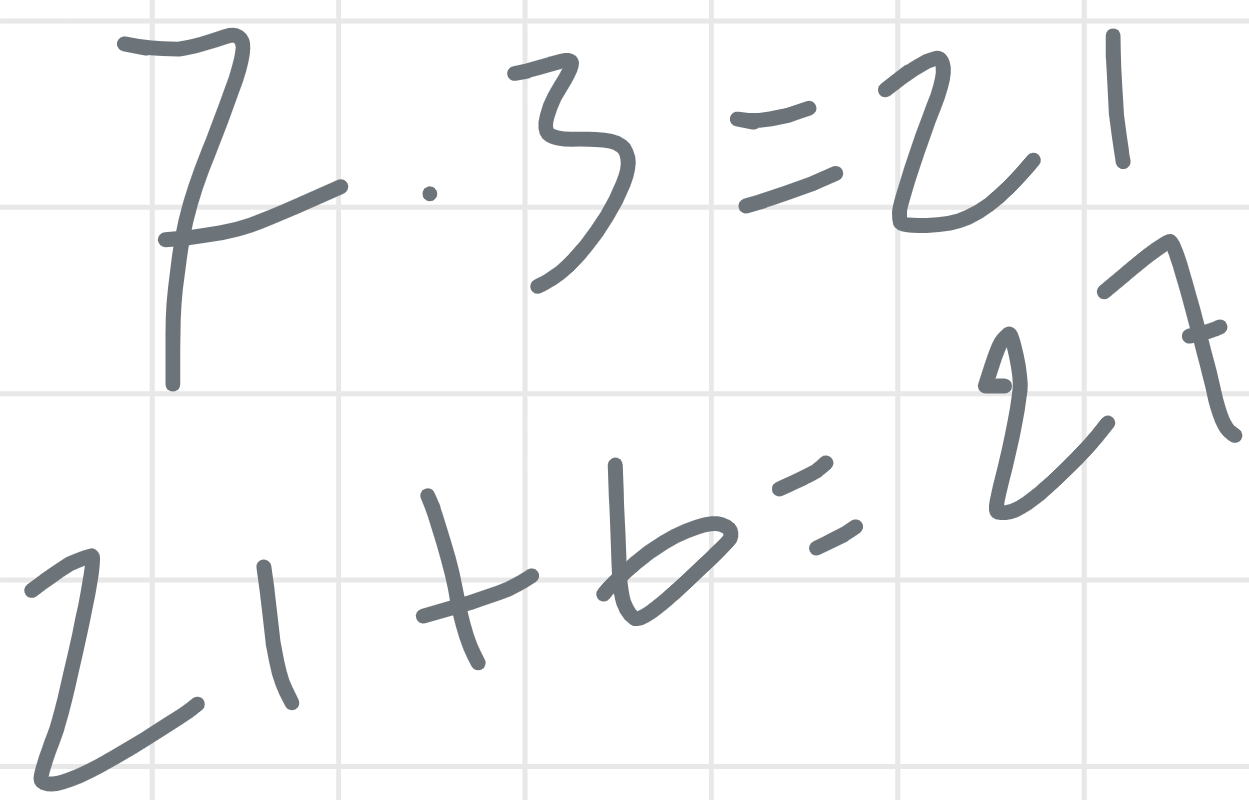 7 · 3 = 21
21 + 6 = 27